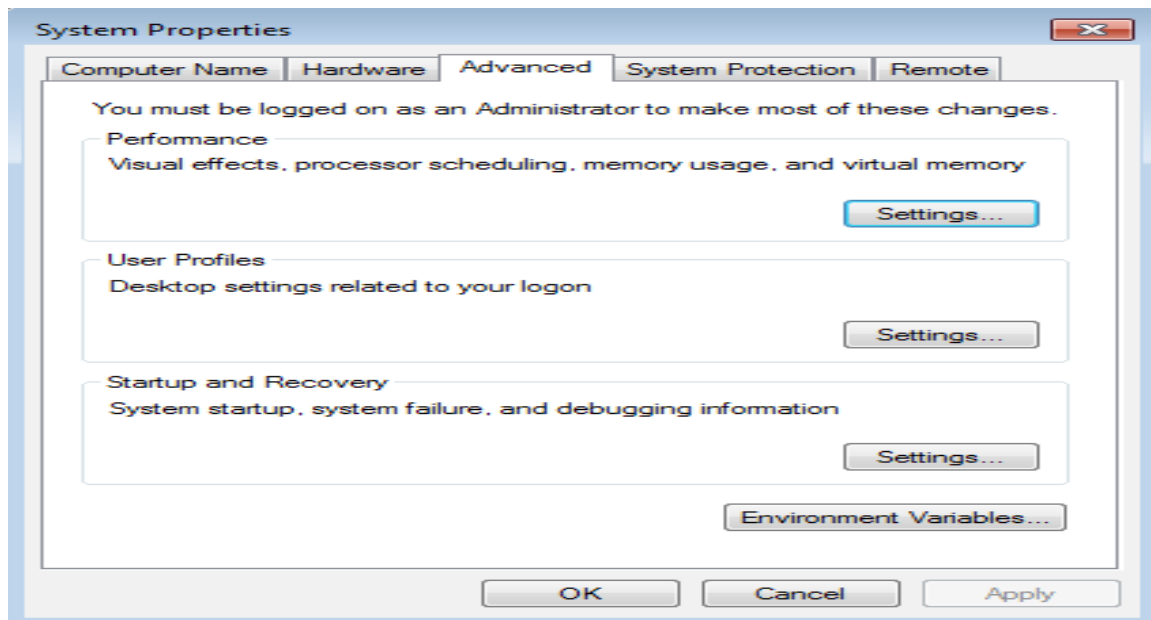 System Properties
Computer Name Hardware Advanced System Protection Remote
You must be logged on as an Administrator to make most of these changes.
Performance
Visual effects, processor scheduling, memory usage, and virtual memory
Settings...
User Profiles
Desktop settings related to your logon
Settings...
Startup and Recovery
System startup, system failure, and debugging information
Settings...
Environment Variables...
OK Cancel Apply